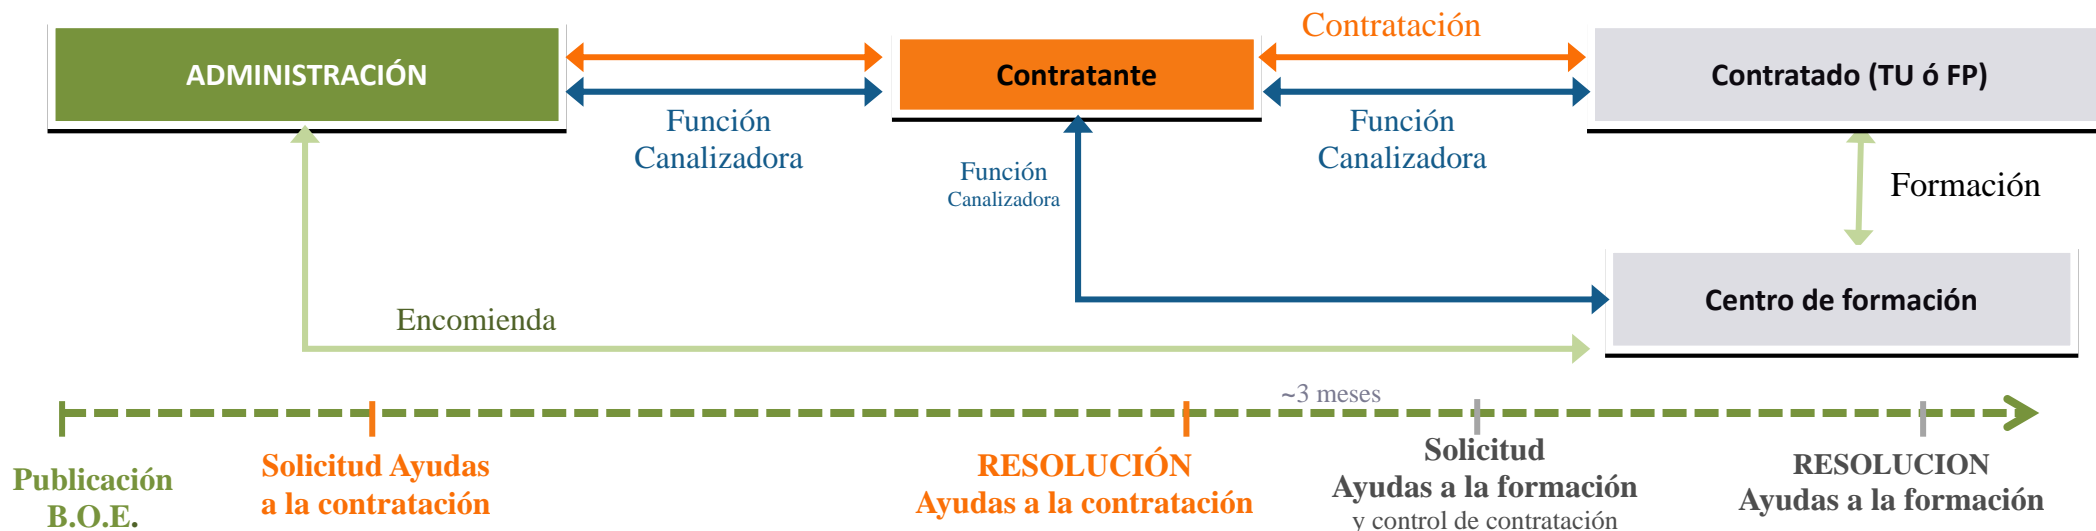 ADMINISTRACIÓN
Contratante
Contratación
Contratado (TU ó FP)
Función
Canalizadora
Función
Canalizadora
Función
Canalizadora
Formación
Centro de formación
Encomienda
~3 meses
Publicación
B.O.E.
Solicitud Ayudas
a la contratación
RESOLUCIÓN
Ayudas a la contratación
Solicitud
Ayudas a la formación
y control de contratación
RESOLUCION
Ayudas a la formación